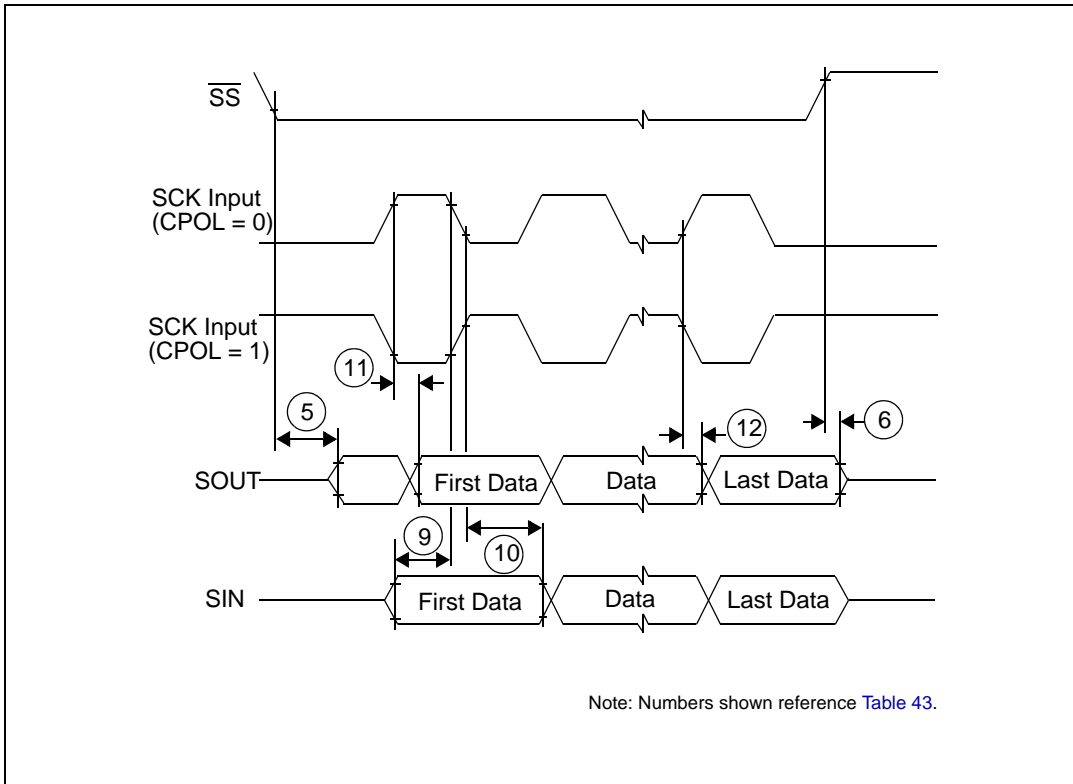 SS
SCK Input
(CPOL = 0)
SCK Input
(CPOL = 1)
11
5
12
6
SOUT
First Data
Data
Last Data
9
10
SIN
First Data
Data
Last Data
Note: Numbers shown reference Table 43.